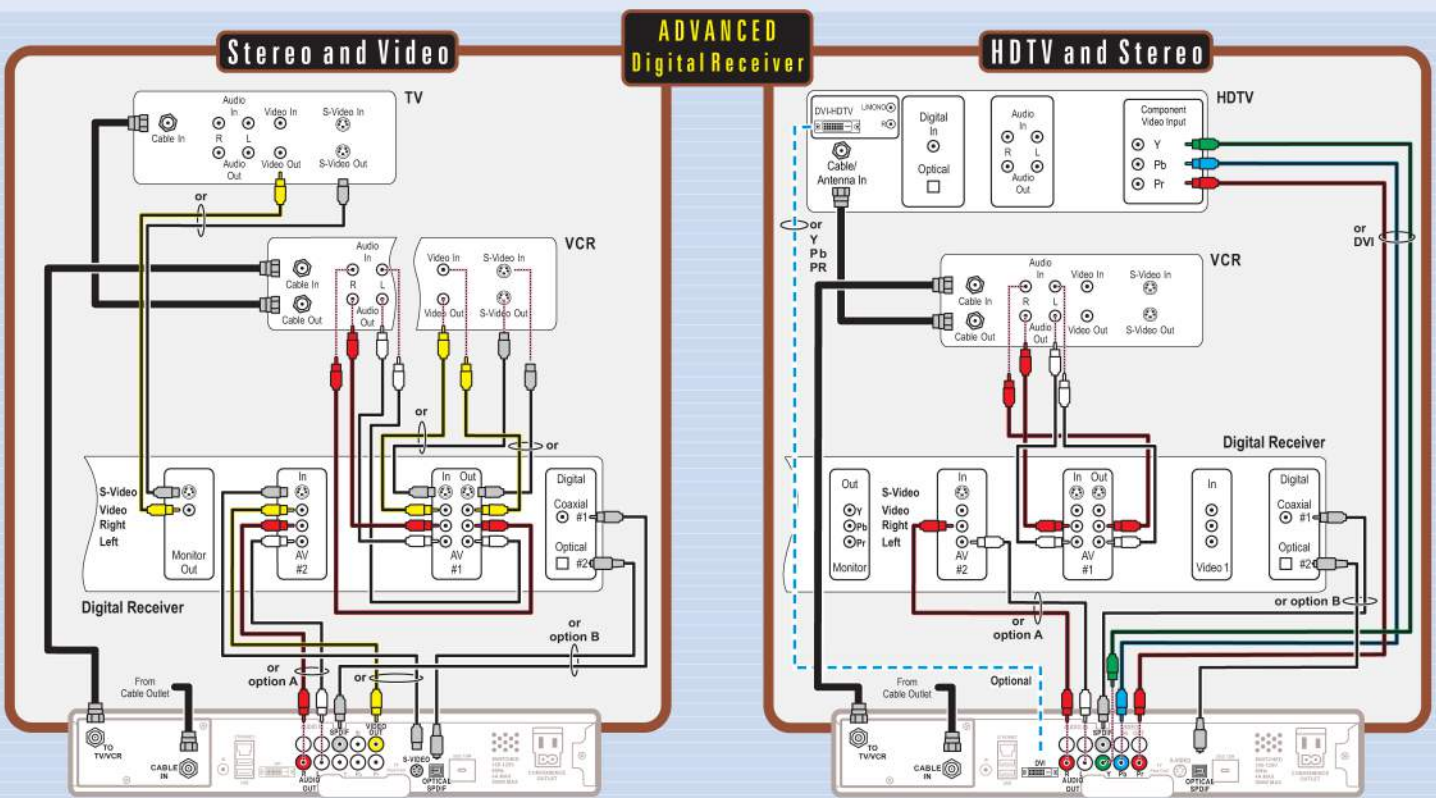 ADVANCED
Digital Receiver
Stereo and Video
TV
Audio
In
Video In
S-Video In
R L
Cable In
Audio
Out
Video Out
S-Video Out
or
VCR
Audio
In
Video In
S-Video In
Cable In
R L
Audio
Out
Cable Out
Video Out
S-Video Out
or
or
S-Video
Video
Right
Left
Monitor
Out
In
AV
#2
In Out
AV
#1
Digital
Coaxial
#1
Optical
#2
Digital Receiver
or
option B
or
option A
or
From
Cable Outlet
TO
TV/VCR
CABLE
IN
SPDIF
VIDEO
OUT
R
AUDIO
OUT
S-VIDEO
OPTICAL
SPDIF
CONVENIENCE
OUTLET
HDTV and Stereo
HDTV
DVI-HDTV
L/MONO
R
Cable/
Antenna In
Digital
In
Optical
Audio
In
R L
Audio
Out
Component
Video Input
Y
Pb
Pr
or
Y
Pb
PR
or
DVI
VCR
Audio
In
Video In
S-Video In
Cable In
R L
Audio
Out
Cable Out
Video Out
S-Video Out
Digital Receiver
Out
Y
Pb
Pr
Monitor
S-Video
Video
Right
Left
In
AV
#2
In Out
AV
#1
In
Video 1
Digital
Coaxial
#1
Optical
#2
or option B
or
option A
Optional
From
Cable Outlet
TO
TV/VCR
CABLE
IN
DVI
SPDIF
R
AUDIO
OUT
Y Pb Pr
S-VIDEO
OPTICAL
SPDIF
CONVENIENCE
OUTLET